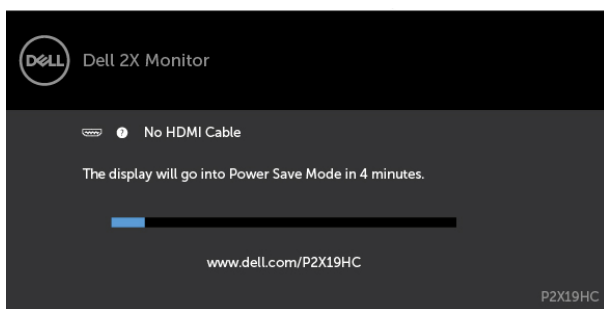 DELL
Dell 2X Monitor
? No HDMI Cable
The display will go into Power Save Mode in 4 minutes.
www.dell.com/P2X19HC
P2X19HC